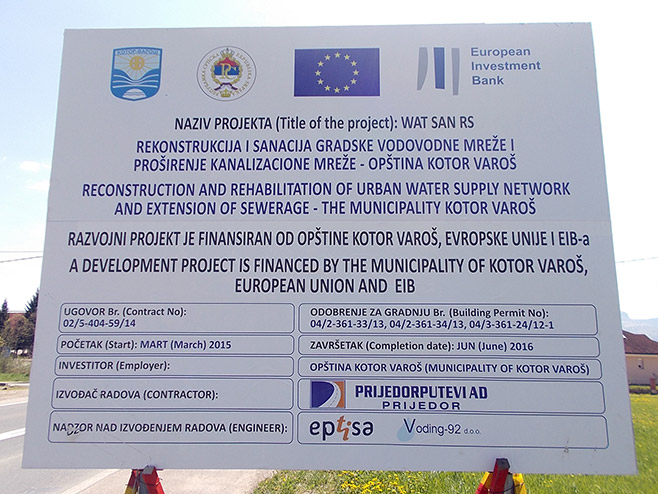 КОТОР-ВАРОШ
European
Investment
Bank
NAZIV PROJEKTA (Title of the project): WAT SAN RS
REKONSTRUKCIJA I SANACIJA GRADSKE VODOVODNE MREŽE I
PROŠIRENJE KANALIZACIONE MREŽE - OPŠTINA KOTOR VAROŠ
RECONSTRUCTION AND REHABILITATION OF URBAN WATER SUPPLY NETWORK
AND EXTENSION OF SEWERAGE - THE MUNICIPALITY KOTOR VAROŠ
RAZVOJNI PROJEKT JE FINANSIRAN OD OPŠTINE KOTOR VAROŠ, EVROPSKE UNIJE I EIB-a
A DEVELOPMENT PROJECT IS FINANCED BY THE MUNICIPALITY OF KOTOR VAROŠ,
EUROPEAN UNION AND EIB
UGOVOR Br. (Contract No):
02/5-404-59/14
ODOBRENJE ZA GRADNJU Br. (Building Permit No):
04/2-361-33/13, 04/2-361-34/13, 04/3-361-24/12-1
POČETAK (Start): MART (March) 2015
ZAVRŠETAK (Completion date): JUN (June) 2016
INVESTITOR (Employer):
OPŠTINA KOTOR VAROŠ (MUNICIPALITY OF KOTOR VAROŠ)
IZVOĐAČ RADOVA (CONTRACTOR):
PRIJEDORPUTEVI AD
PRIJEDOR
NADZOR NAD IZVOĐENJEM RADOVA (ENGINEER):
eptisa
Voding-92 d.o.o.